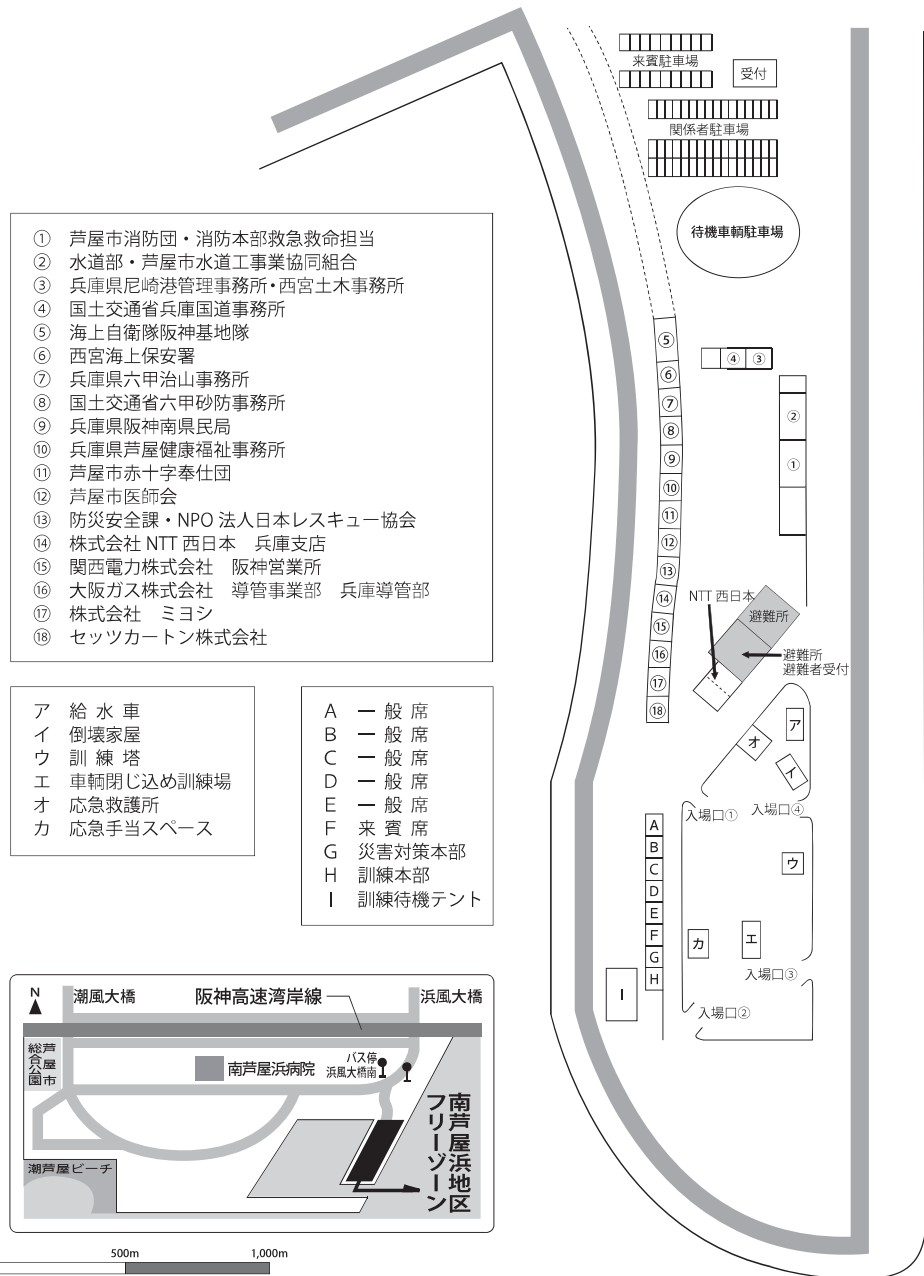 来賓駐車場
受付
関係者駐車場
待機車輌駐車場
① 芦屋市消防団・消防本部救急救命担当
② 水道部・芦屋市水道工事業協同組合
③ 兵庫県尼崎港管理事務所・西宮土木事務所
④ 国土交通省兵庫国道事務所
⑤ 海上自衛隊阪神基地隊
⑥ 西宮海上保安署
⑦ 兵庫県六甲治山事務所
⑧ 国土交通省六甲砂防事務所
⑨ 兵庫県阪神南県民局
⑩ 兵庫県芦屋健康福祉事務所
⑪ 芦屋市赤十字奉仕団
⑫ 芦屋市医師会
⑬ 防災安全課・NPO 法人日本レスキュー協会
⑭ 株式会社 NTT 西日本 兵庫支店
⑮ 関西電力株式会社 阪神営業所
⑯ 大阪ガス株式会社 導管事業部 兵庫導管部
⑰ 株式会社 ミヨシ
⑱ セッツカートン株式会社
ア 給水車
イ 倒壊家屋
ウ 訓練塔
エ 車輌閉じ込め訓練場
オ 応急救護所
カ 応急手当スペース
A 一般席
B 一般席
C 一般席
D 一般席
E 一般席
F 来賓席
G 災害対策本部
H 訓練本部
I 訓練待機テント
⑤
⑥
⑦
⑧
⑨
⑩
⑪
⑫
⑬
⑭
⑮
⑯
⑰
⑱
④ ③
②
①
NTT 西日本
避難所
避難所
避難者受付
ア
オ
イ
入場口①
入場口④
A
B
C
D
E
F
G
H
I
ウ
カ
エ
入場口③
入場口②
N
潮風大橋
阪神高速湾岸線
浜風大橋
芦屋市
総合公園
南芦屋浜病院
バス停
浜風大橋南
南芦屋浜地区
フリーゾーン
潮芦屋ビーチ
500m
1,000m